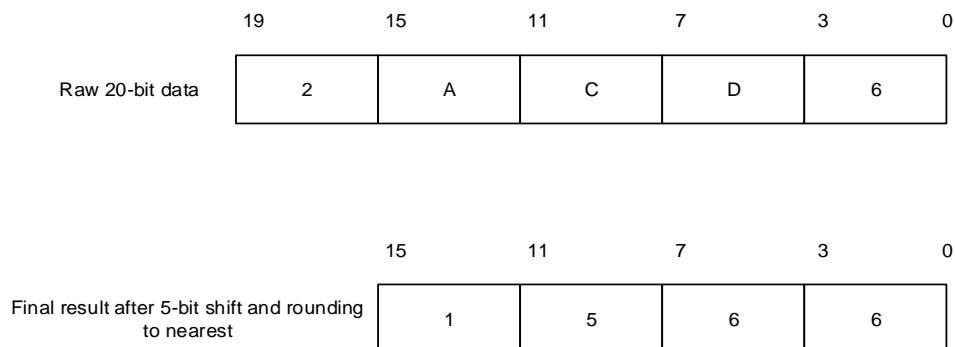 19 15 11 7 3 0
Raw 20-bit data 2 A C D 6
15 11 7 3 0
Final result after 5-bit shift and rounding
to nearest
1 5 6 6